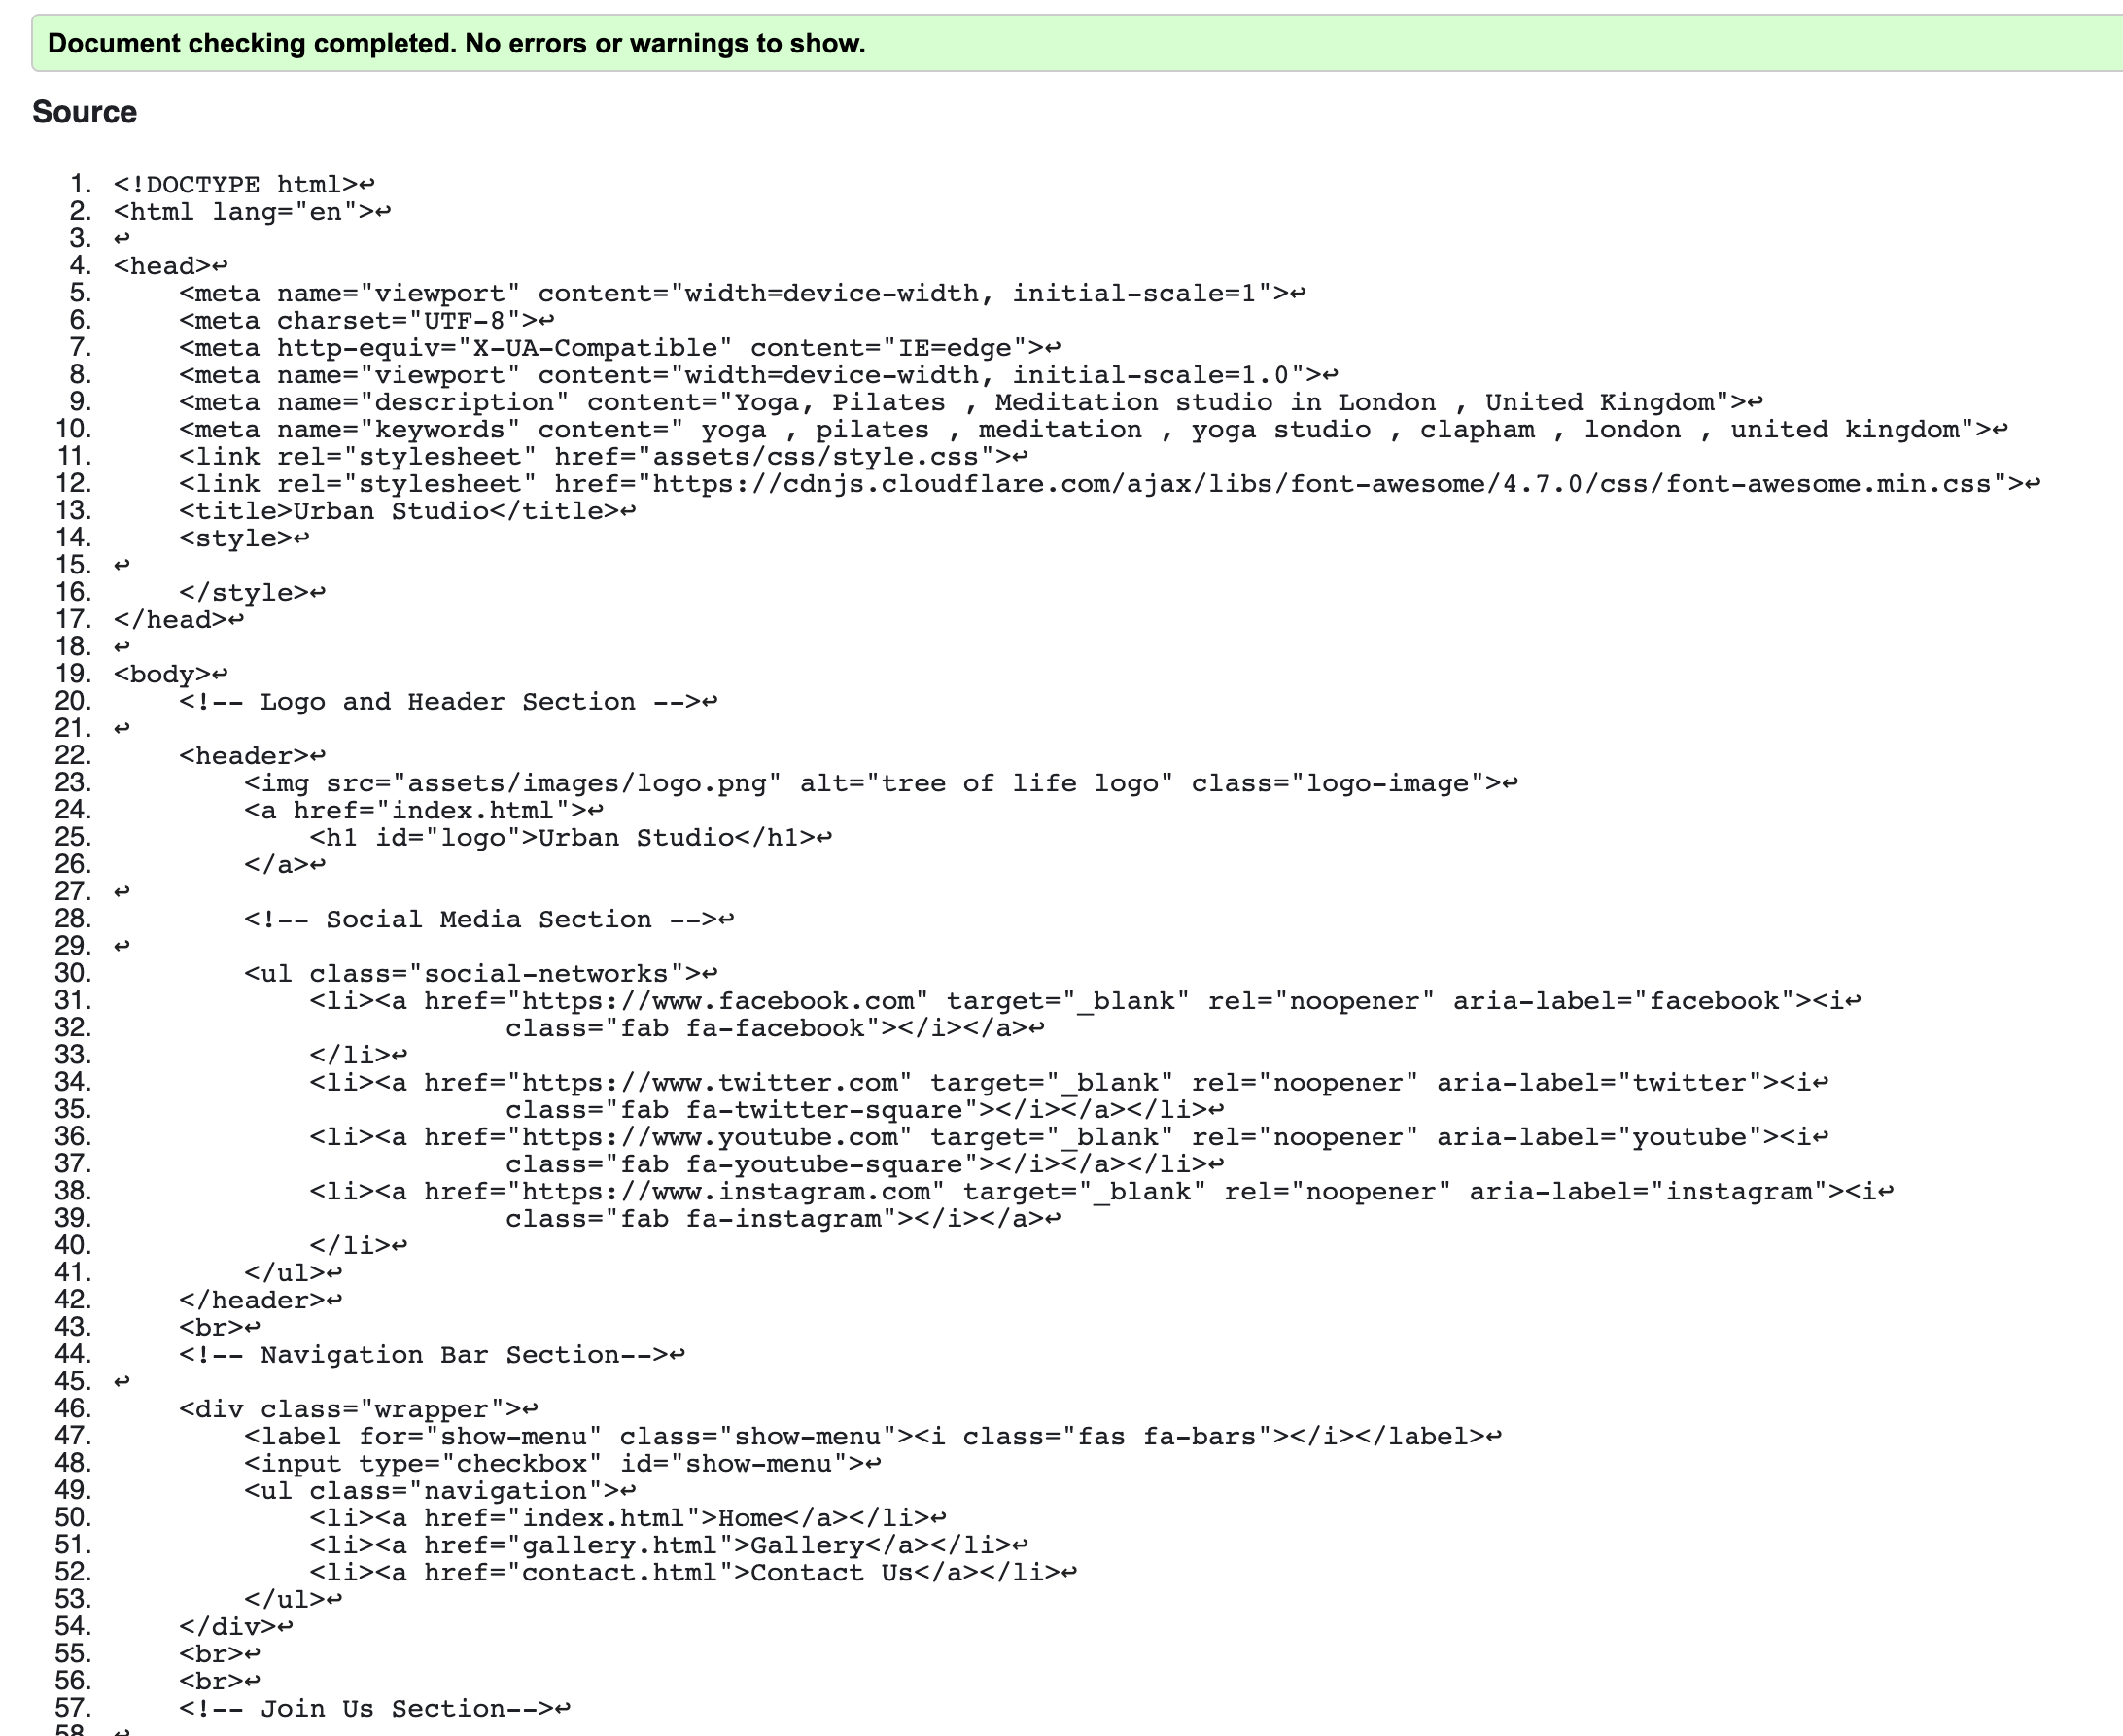 Document checking completed. No errors or warnings to show.
Source
1. <!DOCTYPE html>↩
2. <html lang="en">↩
3. ↩
4. <head>↩
5.     <meta name="viewport" content="width=device-width, initial-scale=1">↩
6.     <meta charset="UTF-8">↩
7.     <meta http-equiv="X-UA-Compatible" content="IE=edge">↩
8.     <meta name="viewport" content="width=device-width, initial-scale=1.0">↩
9.     <meta name="description" content="Yoga, Pilates , Meditation studio in London , United Kingdom">↩
10.     <meta name="keywords" content=" yoga , pilates , meditation , yoga studio , clapham , london , united kingdom">↩
11.     <link rel="stylesheet" href="assets/css/style.css">↩
12.     <link rel="stylesheet" href="https://cdnjs.cloudflare.com/ajax/libs/font-awesome/4.7.0/css/font-awesome.min.css">↩
13.     <title>Urban Studio</title>↩
14.     <style>↩
15. ↩
16.     </style>↩
17. </head>↩
18. ↩
19. <body>↩
20.     <!-- Logo and Header Section -->↩
21. ↩
22.     <header>↩
23.         <img src="assets/images/logo.png" alt="tree of life logo" class="logo-image">↩
24.         <a href="index.html">↩
25.             <h1 id="logo">Urban Studio</h1>↩
26.         </a>↩
27. ↩
28.         <!-- Social Media Section -->↩
29. ↩
30.         <ul class="social-networks">↩
31.             <li><a href="https://www.facebook.com" target="_blank" rel="noopener" aria-label="facebook"><i↩
32.                         class="fab fa-facebook"></i></a>↩
33.             </li>↩
34.             <li><a href="https://www.twitter.com" target="_blank" rel="noopener" aria-label="twitter"><i↩
35.                         class="fab fa-twitter-square"></i></a></li>↩
36.             <li><a href="https://www.youtube.com" target="_blank" rel="noopener" aria-label="youtube"><i↩
37.                         class="fab fa-youtube-square"></i></a></li>↩
38.             <li><a href="https://www.instagram.com" target="_blank" rel="noopener" aria-label="instagram"><i↩
39.                         class="fab fa-instagram"></i></a>↩
40.             </li>↩
41.         </ul>↩
42.     </header>↩
43.     <br>↩
44.     <!-- Navigation Bar Section-->↩
45. ↩
46.     <div class="wrapper">↩
47.         <label for="show-menu" class="show-menu"><i class="fas fa-bars"></i></label>↩
48.         <input type="checkbox" id="show-menu">↩
49.         <ul class="navigation">↩
50.             <li><a href="index.html">Home</a></li>↩
51.             <li><a href="gallery.html">Gallery</a></li>↩
52.             <li><a href="contact.html">Contact Us</a></li>↩
53.         </ul>↩
54.     </div>↩
55.     <br>↩
56.     <br>↩
57.     <!-- Join Us Section-->↩
58. ↩